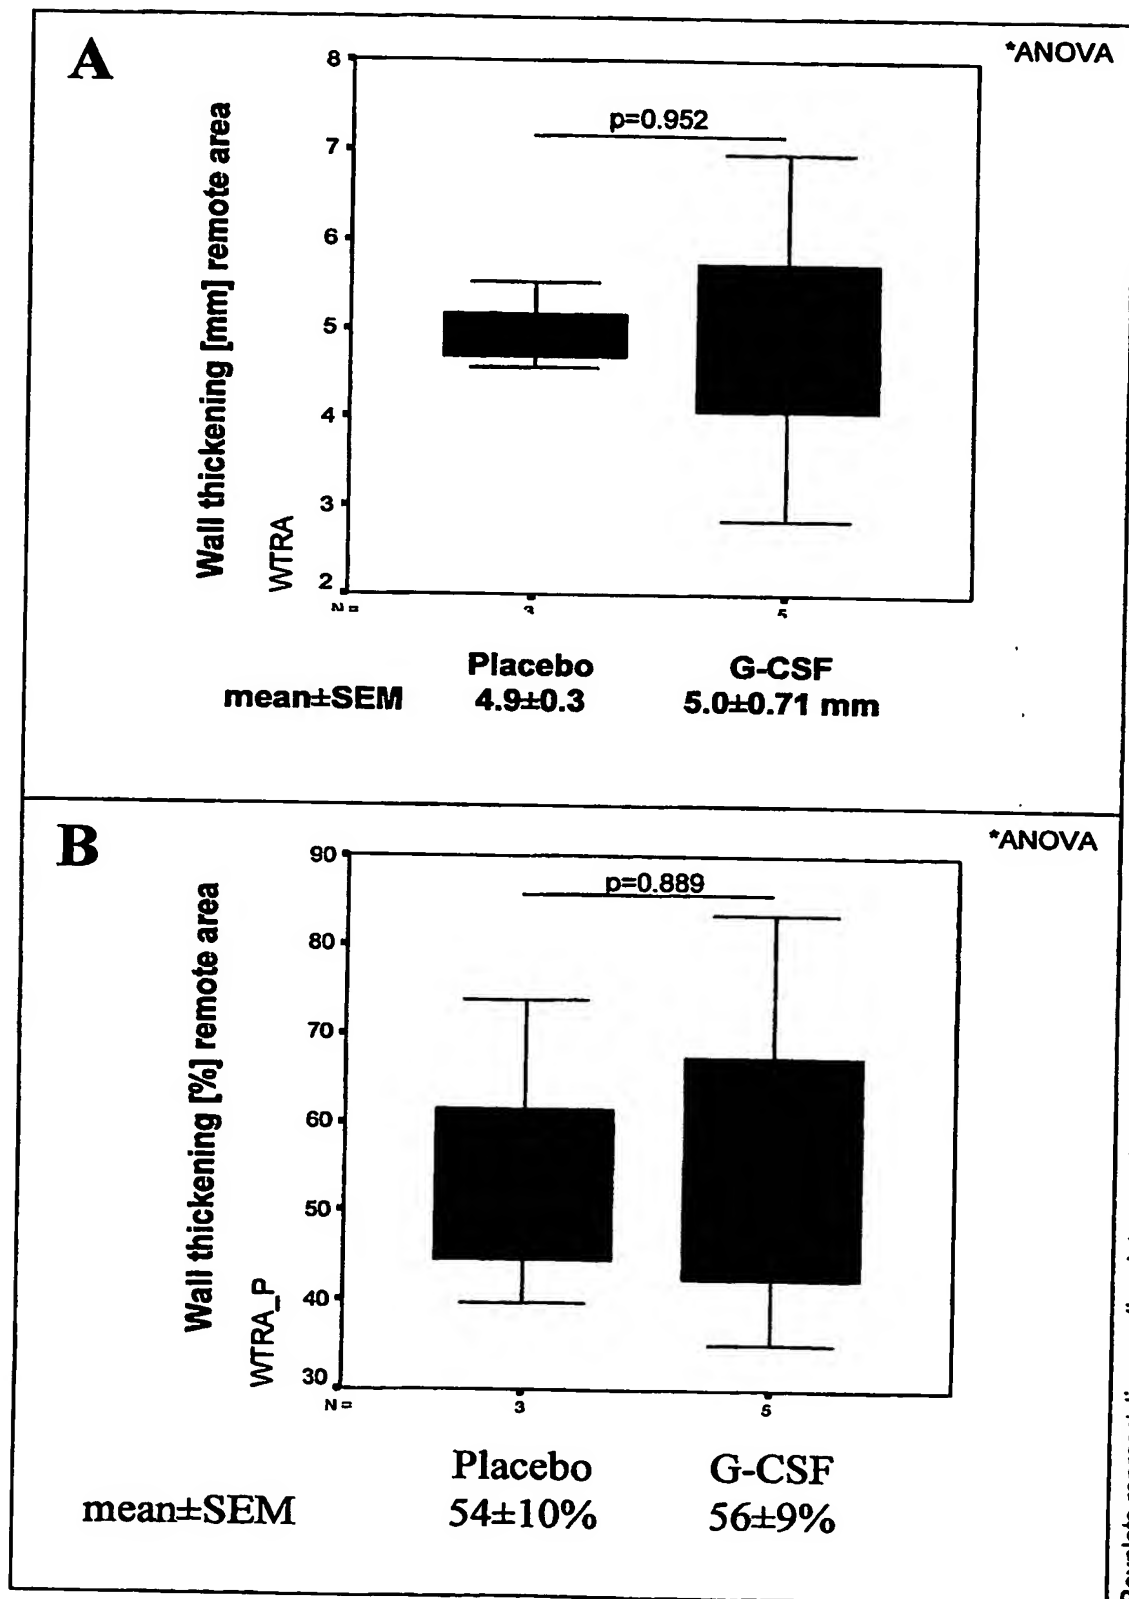 A
*ANOVA
Wall thickening [mm] remote area
WTRA
8
7
6
5
4
3
2
p=0.952
N =
3
5
Placebo G-CSF
mean±SEM 4.9±0.3 5.0±0.71 mm
B
*ANOVA
Wall thickening [%] remote area
WTRA_P
90
80
70
60
50
40
30
p=0.889
N =
3
5
Placebo G-CSF
mean±SEM 54±10% 56±9%